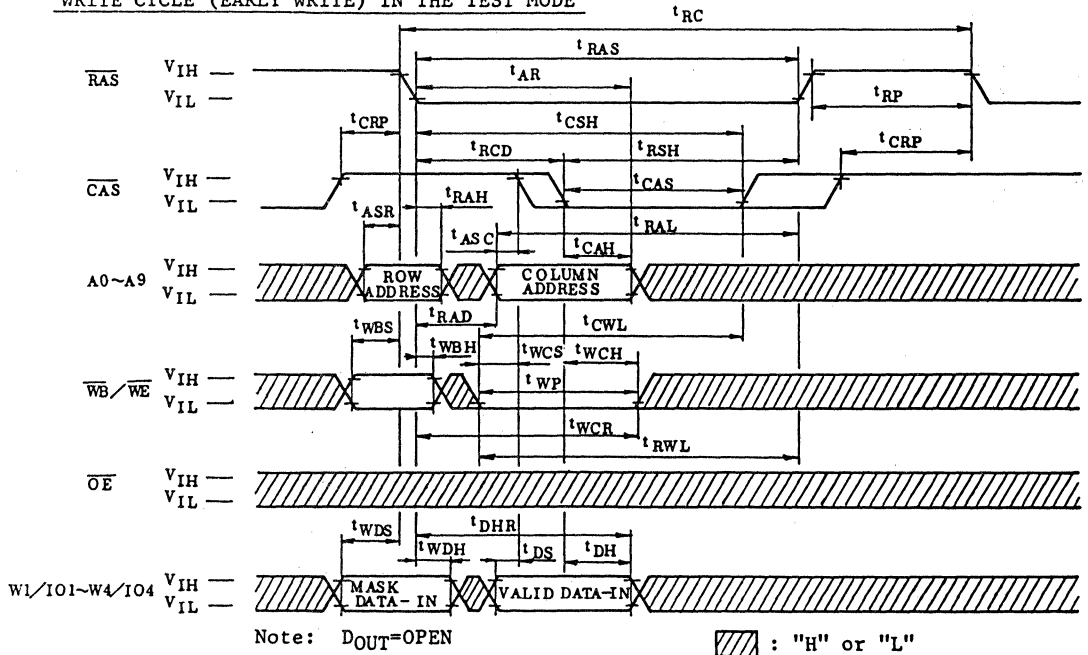 WRITE CYCLE (EARLY WRITE) IN THE TEST MODE
tRC
tRAS
tAR
RAS VIH
VIL
tRP
tCRP tCSH
tRCD tRSH tCRP
CAS VIH
VIL
tCAS
tASR tRAH
tASC tRAL
tCAH
A0~A9 VIH
VIL
ROW ADDRESS
COLUMN ADDRESS
tRAD
tWBS tCWL
tWBH tWCS tWCH
WB/WE VIH
VIL
tWP
tWCR
tRWL
OE VIH
VIL
tWDS tDHR
tWDH tDS tDH
W1/IO1~W4/IO4 VIH
VIL
MASK DATA-IN
VALID DATA-IN
Note: DOUT=OPEN
: "H" or "L"